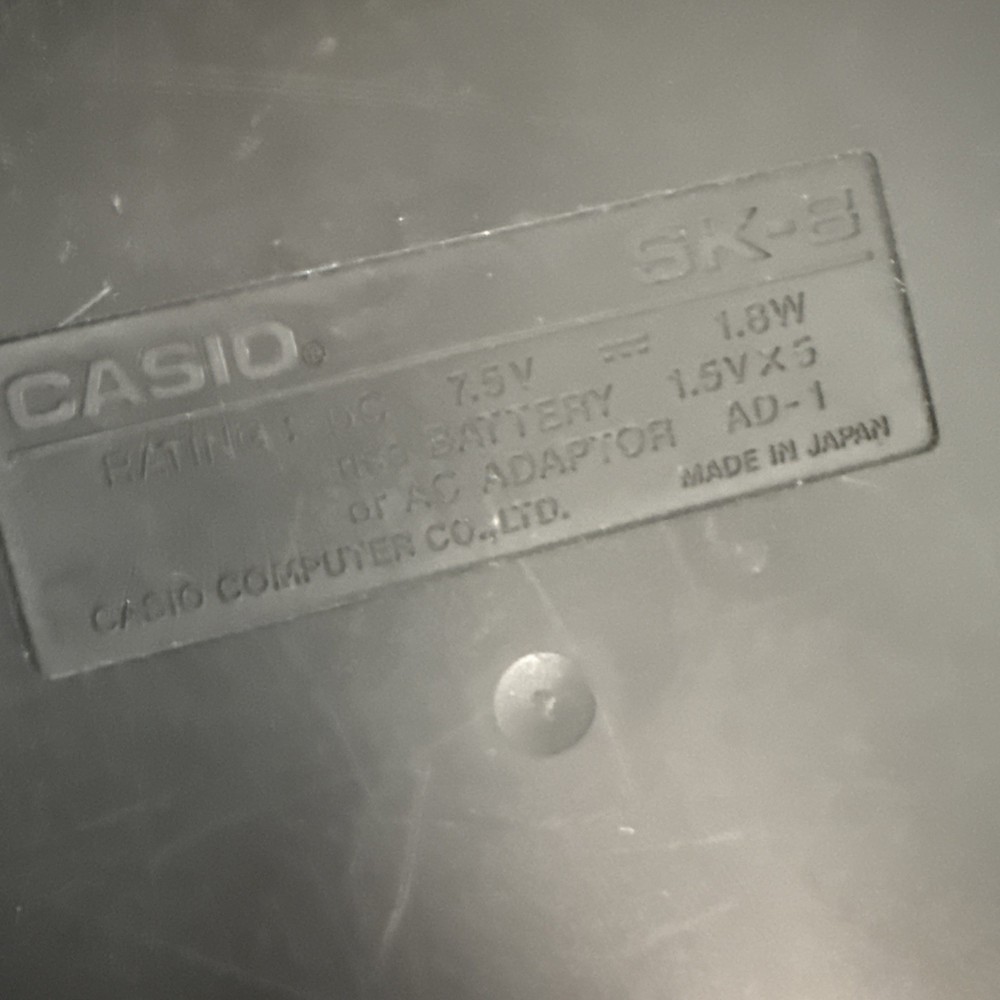 CASIO® SK-8
RATING: DC 7.5V ⎓ 1.8W
use BATTERY 1.5V X 5
or AC ADAPTOR AD-1
CASIO COMPUTER CO.,LTD. MADE IN JAPAN